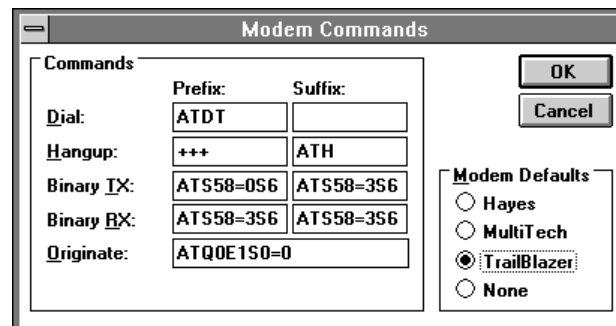 Modem Commands
Commands
Prefix: Suffix:
Dial: ATDT
Hangup: +++ ATH
Binary TX: ATS58=0S6 ATS58=3S6
Binary RX: ATS58=3S6 ATS58=3S6
Originate: ATQ0E1S0=0
OK
Cancel
Modem Defaults
Hayes
MultiTech
TrailBlazer
None